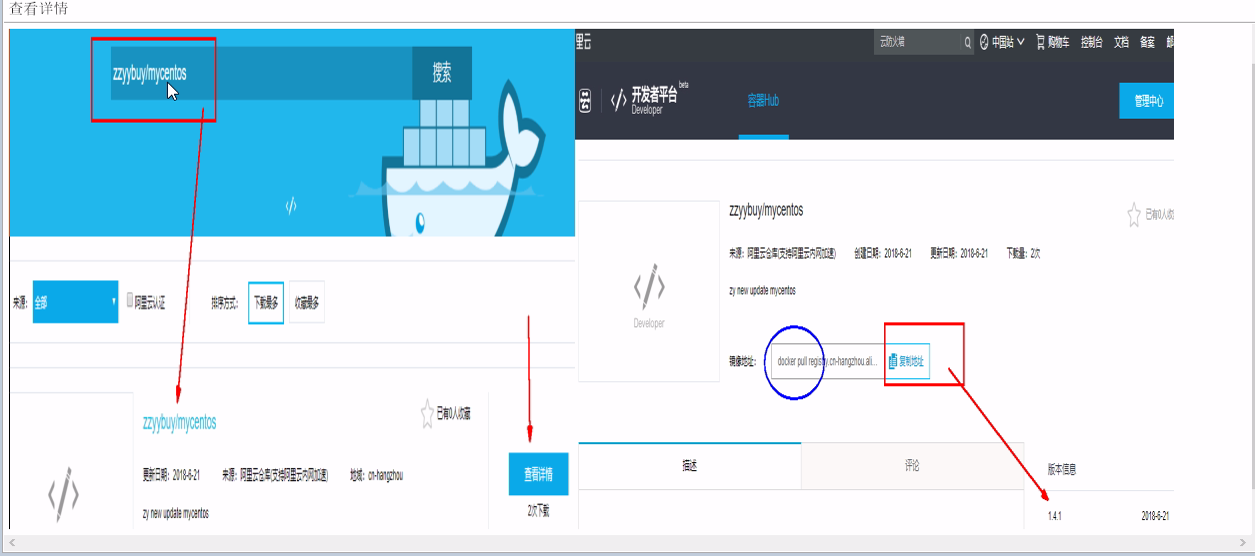 查看详情
zzyybuy/mycentos
搜索
</>
来源: 全部
阿里云认证
排序方式: 下载最多 收藏最多
zzyybuy/mycentos
已有0人收藏
更新日期: 2018-6-21 来源: 阿里云仓库(支持阿里云内网加速) 地域: cn-hangzhou
查看详情
zy new update mycentos
2次下载
</>
里云
云防火墙
中国站 购物车 控制台 文档 备案 邮
</> 开发者平台 beta
Developer
容器Hub
管理中心
zzyybuy/mycentos
已有0人收
来源: 阿里云仓库(支持阿里云内网加速) 创建日期: 2018-6-21 更新日期: 2018-6-21 下载量: 2次
zy new update mycentos
</>
Developer
镜像地址: docker pull registry.cn-hangzhou.ali... 复制地址
描述 评论
版本信息
1.4.1 2018-6-21